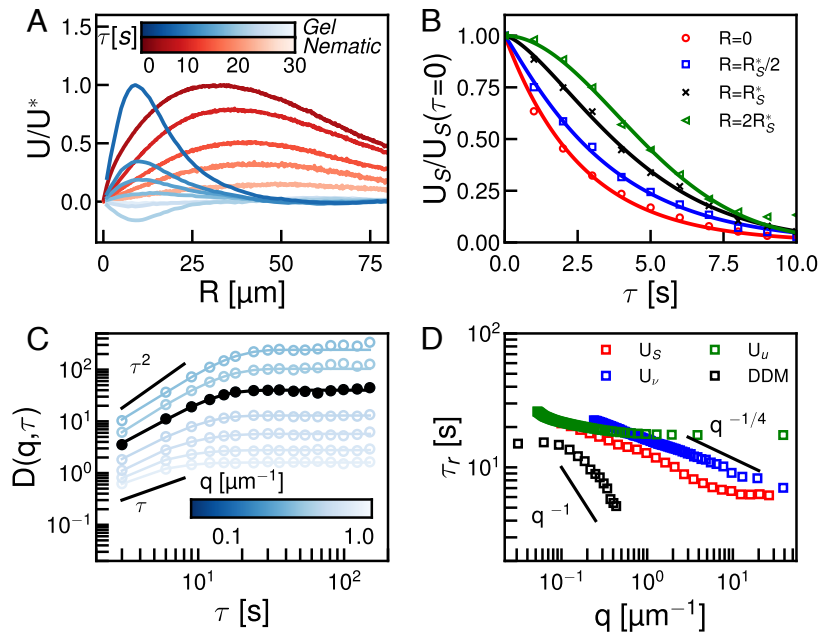 A
τ[s]
Gel
Nematic
0 10 20 30
1.5
1.0
0.5
0.0
U/U*
0 25 50 75
R [μm]
B
R=0
R=R*S/2
R=R*S
R=2R*S
1.00
0.75
0.50
0.25
0.00
US/US(τ=0)
0.0 2.5 5.0 7.5 10.0
τ [s]
C
τ2
τ
q [μm−1]
0.1 1.0
102
101
100
10−1
D(q,τ)
101 102
τ [s]
D
US
Uν
Uu
DDM
q −1/4
q −1
102
101
τr [s]
10−1 100 101
q [μm−1]